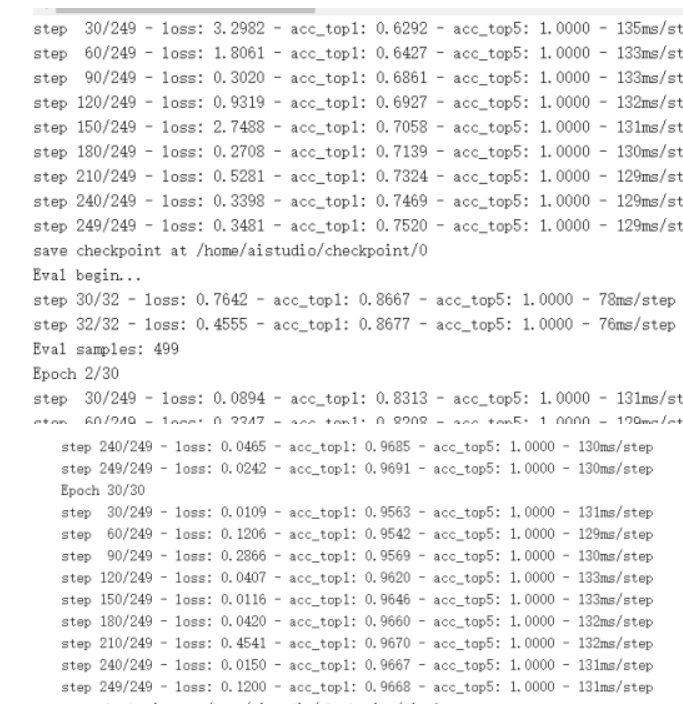 step  30/249 - loss: 3.2982 - acc_top1: 0.6292 - acc_top5: 1.0000 - 135ms/st
step  60/249 - loss: 1.8061 - acc_top1: 0.6427 - acc_top5: 1.0000 - 133ms/st
step  90/249 - loss: 0.3020 - acc_top1: 0.6861 - acc_top5: 1.0000 - 133ms/st
step 120/249 - loss: 0.9319 - acc_top1: 0.6927 - acc_top5: 1.0000 - 132ms/st
step 150/249 - loss: 2.7488 - acc_top1: 0.7058 - acc_top5: 1.0000 - 131ms/st
step 180/249 - loss: 0.2708 - acc_top1: 0.7139 - acc_top5: 1.0000 - 130ms/st
step 210/249 - loss: 0.5281 - acc_top1: 0.7324 - acc_top5: 1.0000 - 129ms/st
step 240/249 - loss: 0.3398 - acc_top1: 0.7469 - acc_top5: 1.0000 - 129ms/st
step 249/249 - loss: 0.3481 - acc_top1: 0.7520 - acc_top5: 1.0000 - 129ms/st
save checkpoint at /home/aistudio/checkpoint/0
Eval begin...
step 30/32 - loss: 0.7642 - acc_top1: 0.8667 - acc_top5: 1.0000 - 78ms/step
step 32/32 - loss: 0.4555 - acc_top1: 0.8677 - acc_top5: 1.0000 - 76ms/step
Eval samples: 499
Epoch 2/30
step  30/249 - loss: 0.0894 - acc_top1: 0.8313 - acc_top5: 1.0000 - 131ms/st
step  60/249 - loss: 0.3347 - acc_top1: 0.8208 - acc_top5: 1.0000 - 129ms/st
step 240/249 - loss: 0.0465 - acc_top1: 0.9685 - acc_top5: 1.0000 - 130ms/step
step 249/249 - loss: 0.0242 - acc_top1: 0.9691 - acc_top5: 1.0000 - 130ms/step
Epoch 30/30
step  30/249 - loss: 0.0109 - acc_top1: 0.9563 - acc_top5: 1.0000 - 131ms/step
step  60/249 - loss: 0.1206 - acc_top1: 0.9542 - acc_top5: 1.0000 - 129ms/step
step  90/249 - loss: 0.2866 - acc_top1: 0.9569 - acc_top5: 1.0000 - 130ms/step
step 120/249 - loss: 0.0407 - acc_top1: 0.9620 - acc_top5: 1.0000 - 133ms/step
step 150/249 - loss: 0.0116 - acc_top1: 0.9646 - acc_top5: 1.0000 - 133ms/step
step 180/249 - loss: 0.0420 - acc_top1: 0.9660 - acc_top5: 1.0000 - 132ms/step
step 210/249 - loss: 0.4541 - acc_top1: 0.9670 - acc_top5: 1.0000 - 132ms/step
step 240/249 - loss: 0.0150 - acc_top1: 0.9667 - acc_top5: 1.0000 - 131ms/step
step 249/249 - loss: 0.1200 - acc_top1: 0.9668 - acc_top5: 1.0000 - 131ms/step